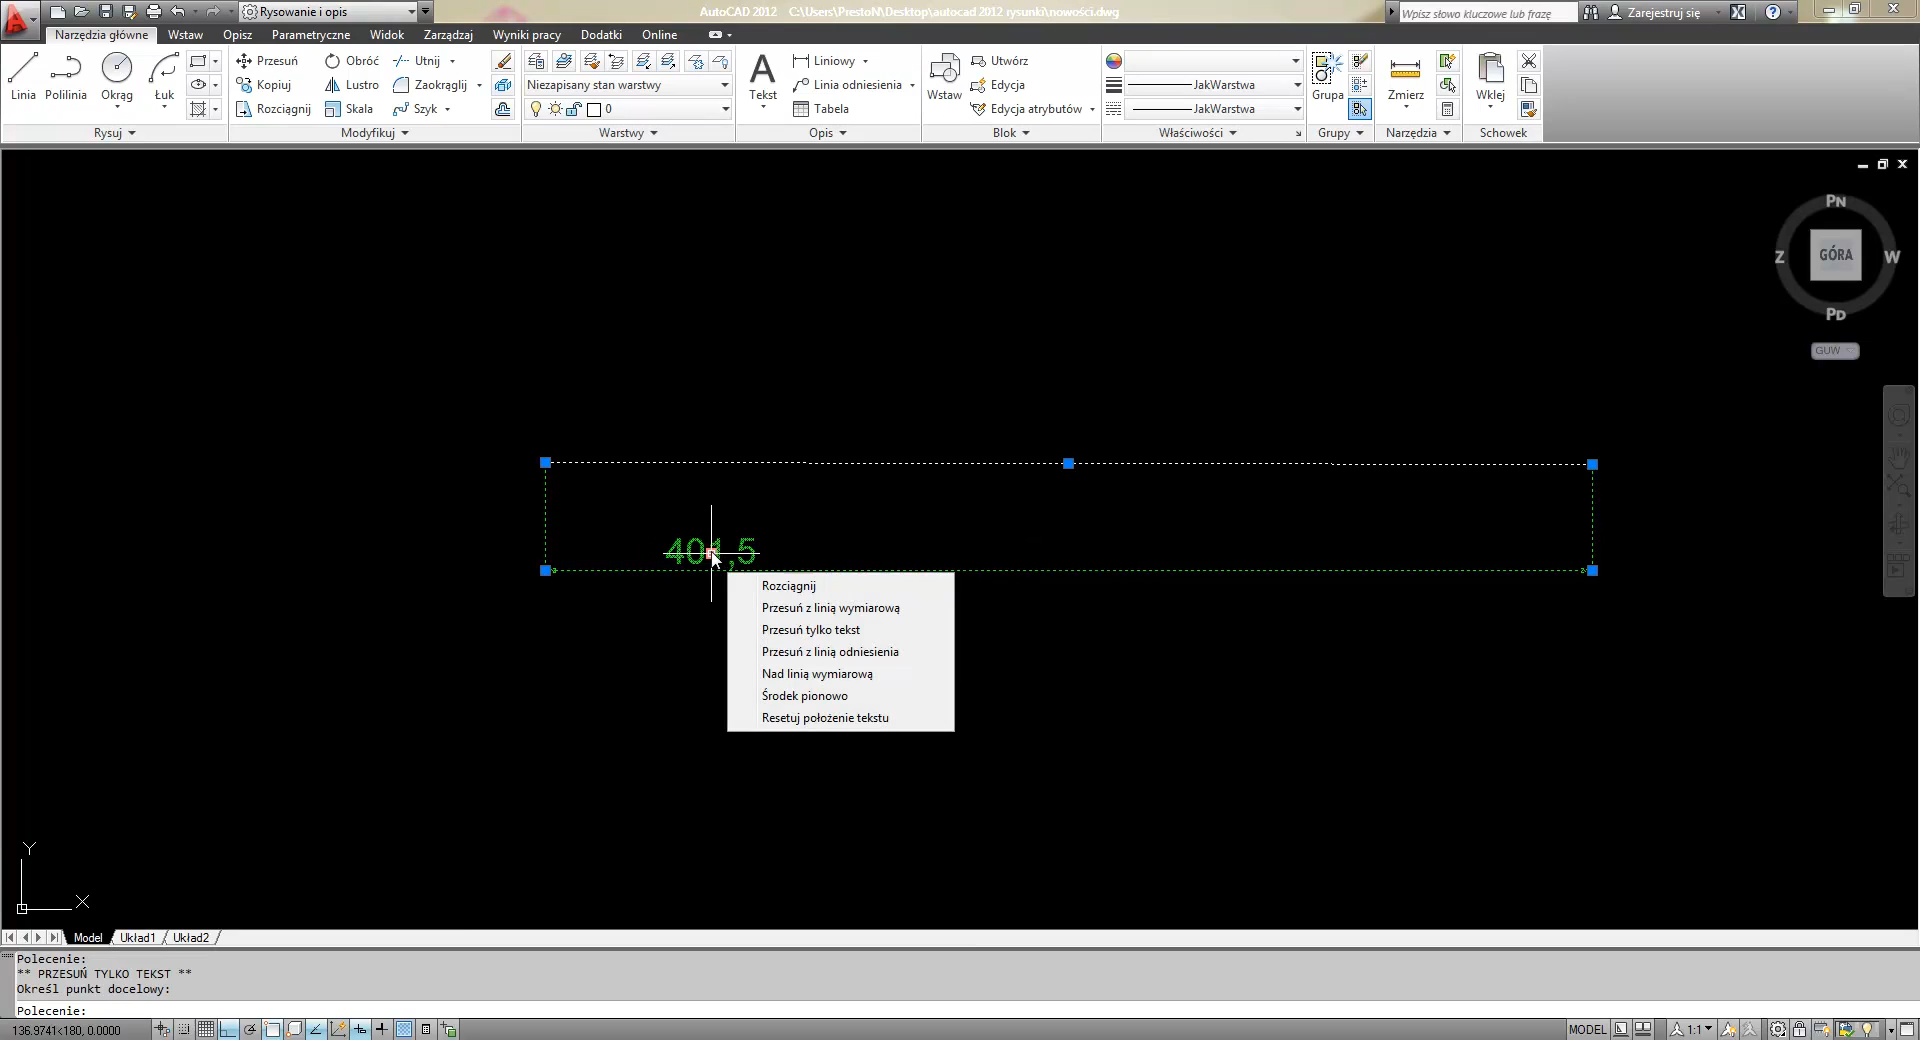 Rysowanie i opis
AutoCAD 2012 C:\Users\PrestoN\Desktop\autocad 2012 rysunki\nowości.dwg
Wpisz słowo kluczowe lub frazę
Zarejestruj się
Narzędzia główne Wstaw Opisz Parametryczne Widok Zarządzaj Wyniki pracy Dodatki Online
Linia Polilinia Okrąg Łuk
Przesuń Obróć Utnij
Kopiuj Lustro Zaokrąglij
Rozciągnij Skala Szyk
Niezapisany stan warstwy
0
Tekst
Liniowy
Linia odniesienia
Tabela
Wstaw
Utwórz
Edycja
Edycja atrybutów
JakWarstwa
JakWarstwa
Grupa
Zmierz
Wklej
Rysuj Modyfikuj Warstwy Opis Blok Właściwości Grupy Narzędzia Schowek
PN
Z GÓRA W
PD
GUW
401,5
Rozciągnij
Przesuń z linią wymiarową
Przesuń tylko tekst
Przesuń z linią odniesienia
Nad linią wymiarową
Środek pionowo
Resetuj położenie tekstu
Y
X
Model Układ1 Układ2
Polecenie:
** PRZESUŃ TYLKO TEKST **
Określ punkt docelowy:
Polecenie:
136.9741<180, 0.0000
MODEL
1:1